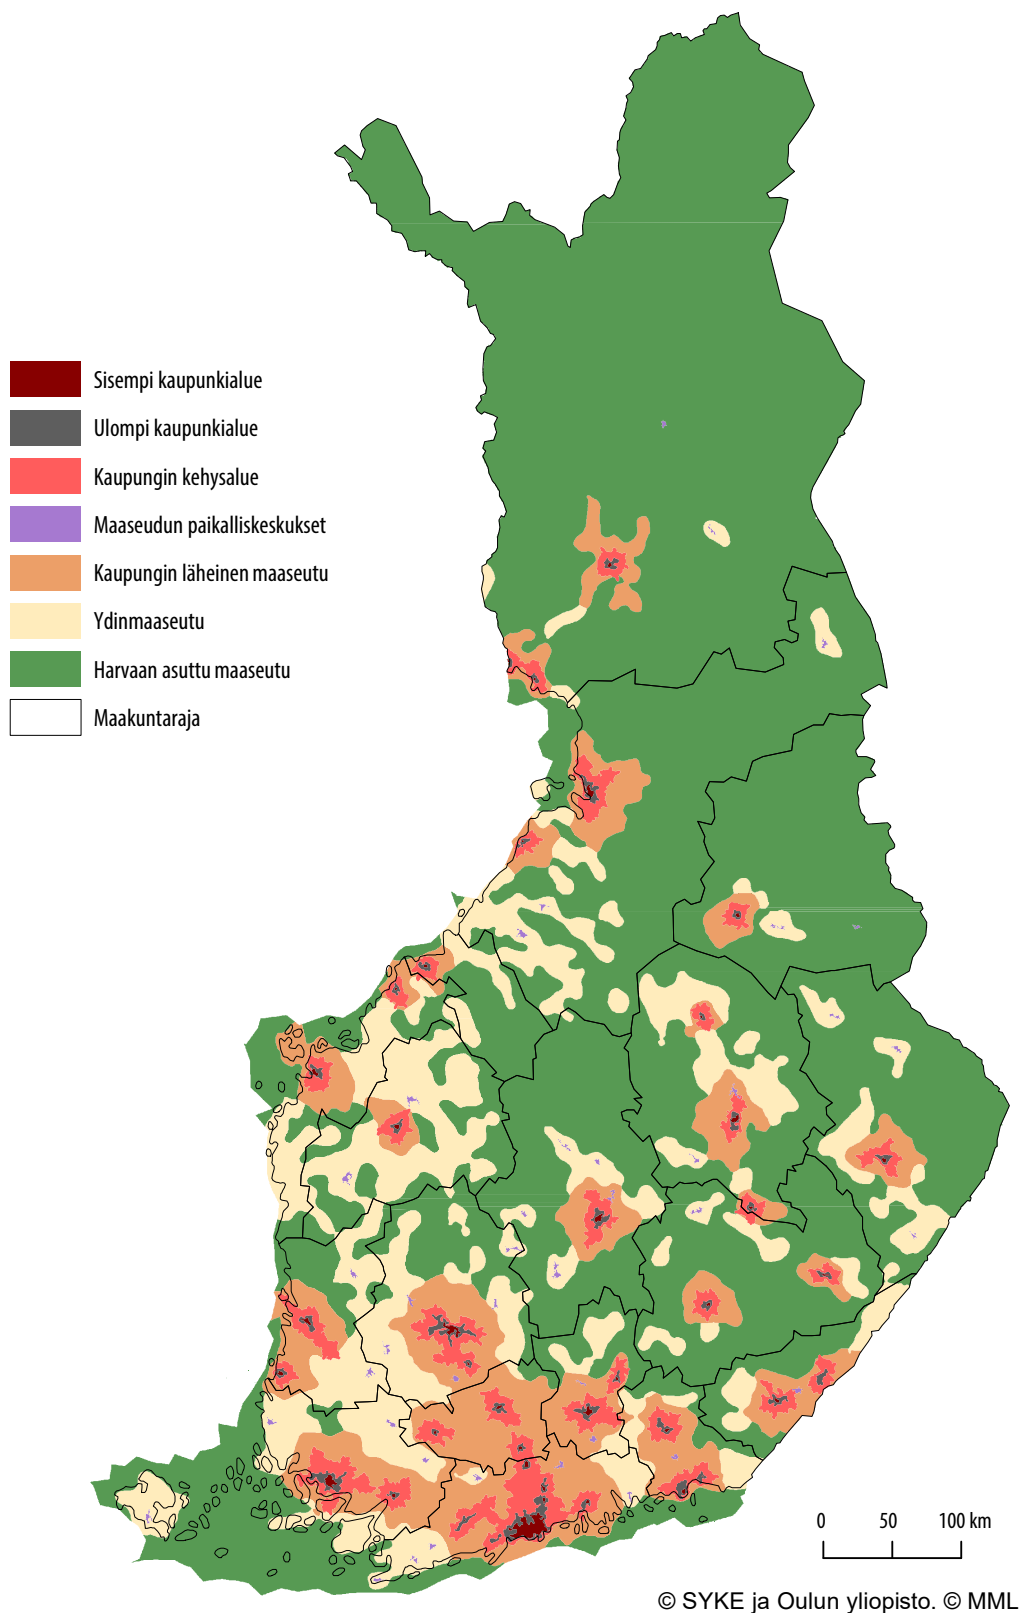 Sisempi kaupunkialue
Ulompi kaupunkialue
Kaupungin kehysalue
Maaseudun paikalliskeskukset
Kaupungin läheinen maaseutu
Ydinmaaseutu
Harvaan asuttu maaseutu
Maakuntaraja
0 50 100 km
© SYKE ja Oulun yliopisto. © MML